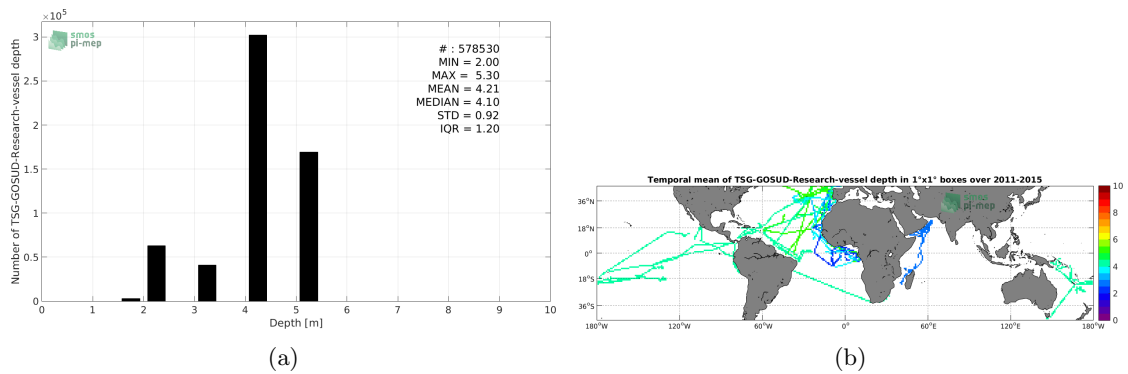 ×10⁵
smos
pi-mep
# : 578530
MIN = 2.00
MAX = 5.30
MEAN = 4.21
MEDIAN = 4.10
STD = 0.92
IQR = 1.20
Number of TSG-GOSUD-Research-vessel depth
3
2.5
2
1.5
1
0.5
0
0 1 2 3 4 5 6 7 8 9 10
Depth [m]
(a)
Temporal mean of TSG-GOSUD-Research-vessel depth in 1°x1° boxes over 2011-2015
smos
pi-mep
36°N
18°N
0°
18°S
36°S
180°W 120°W 60°W 0° 60°E 120°E 180°W
10
8
6
4
2
0
(b)